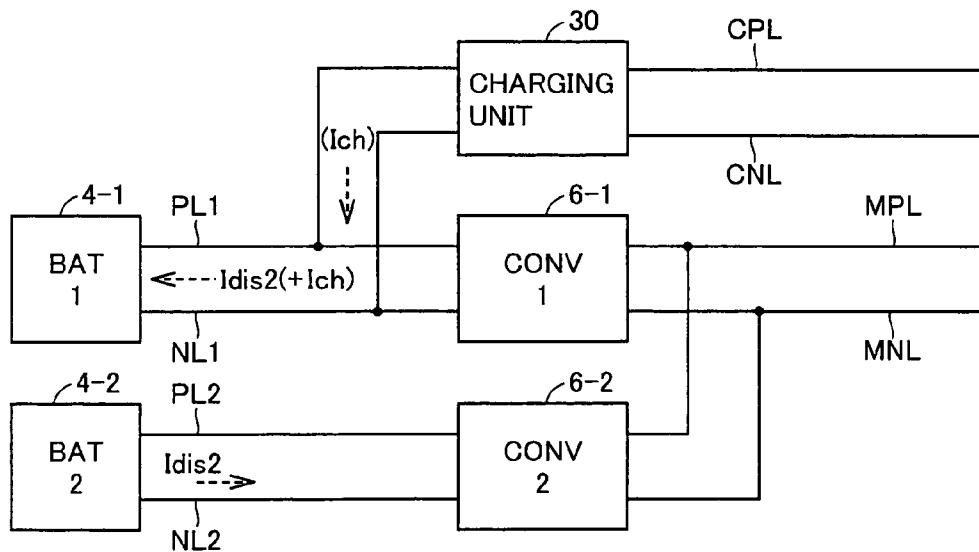 30
CPL
CHARGING
UNIT
(Ich)
CNL
4-1
PL1
6-1
MPL
BAT
1
Idis2(+Ich)
CONV
1
NL1
MNL
4-2
PL2
6-2
BAT
2
Idis2
CONV
2
NL2